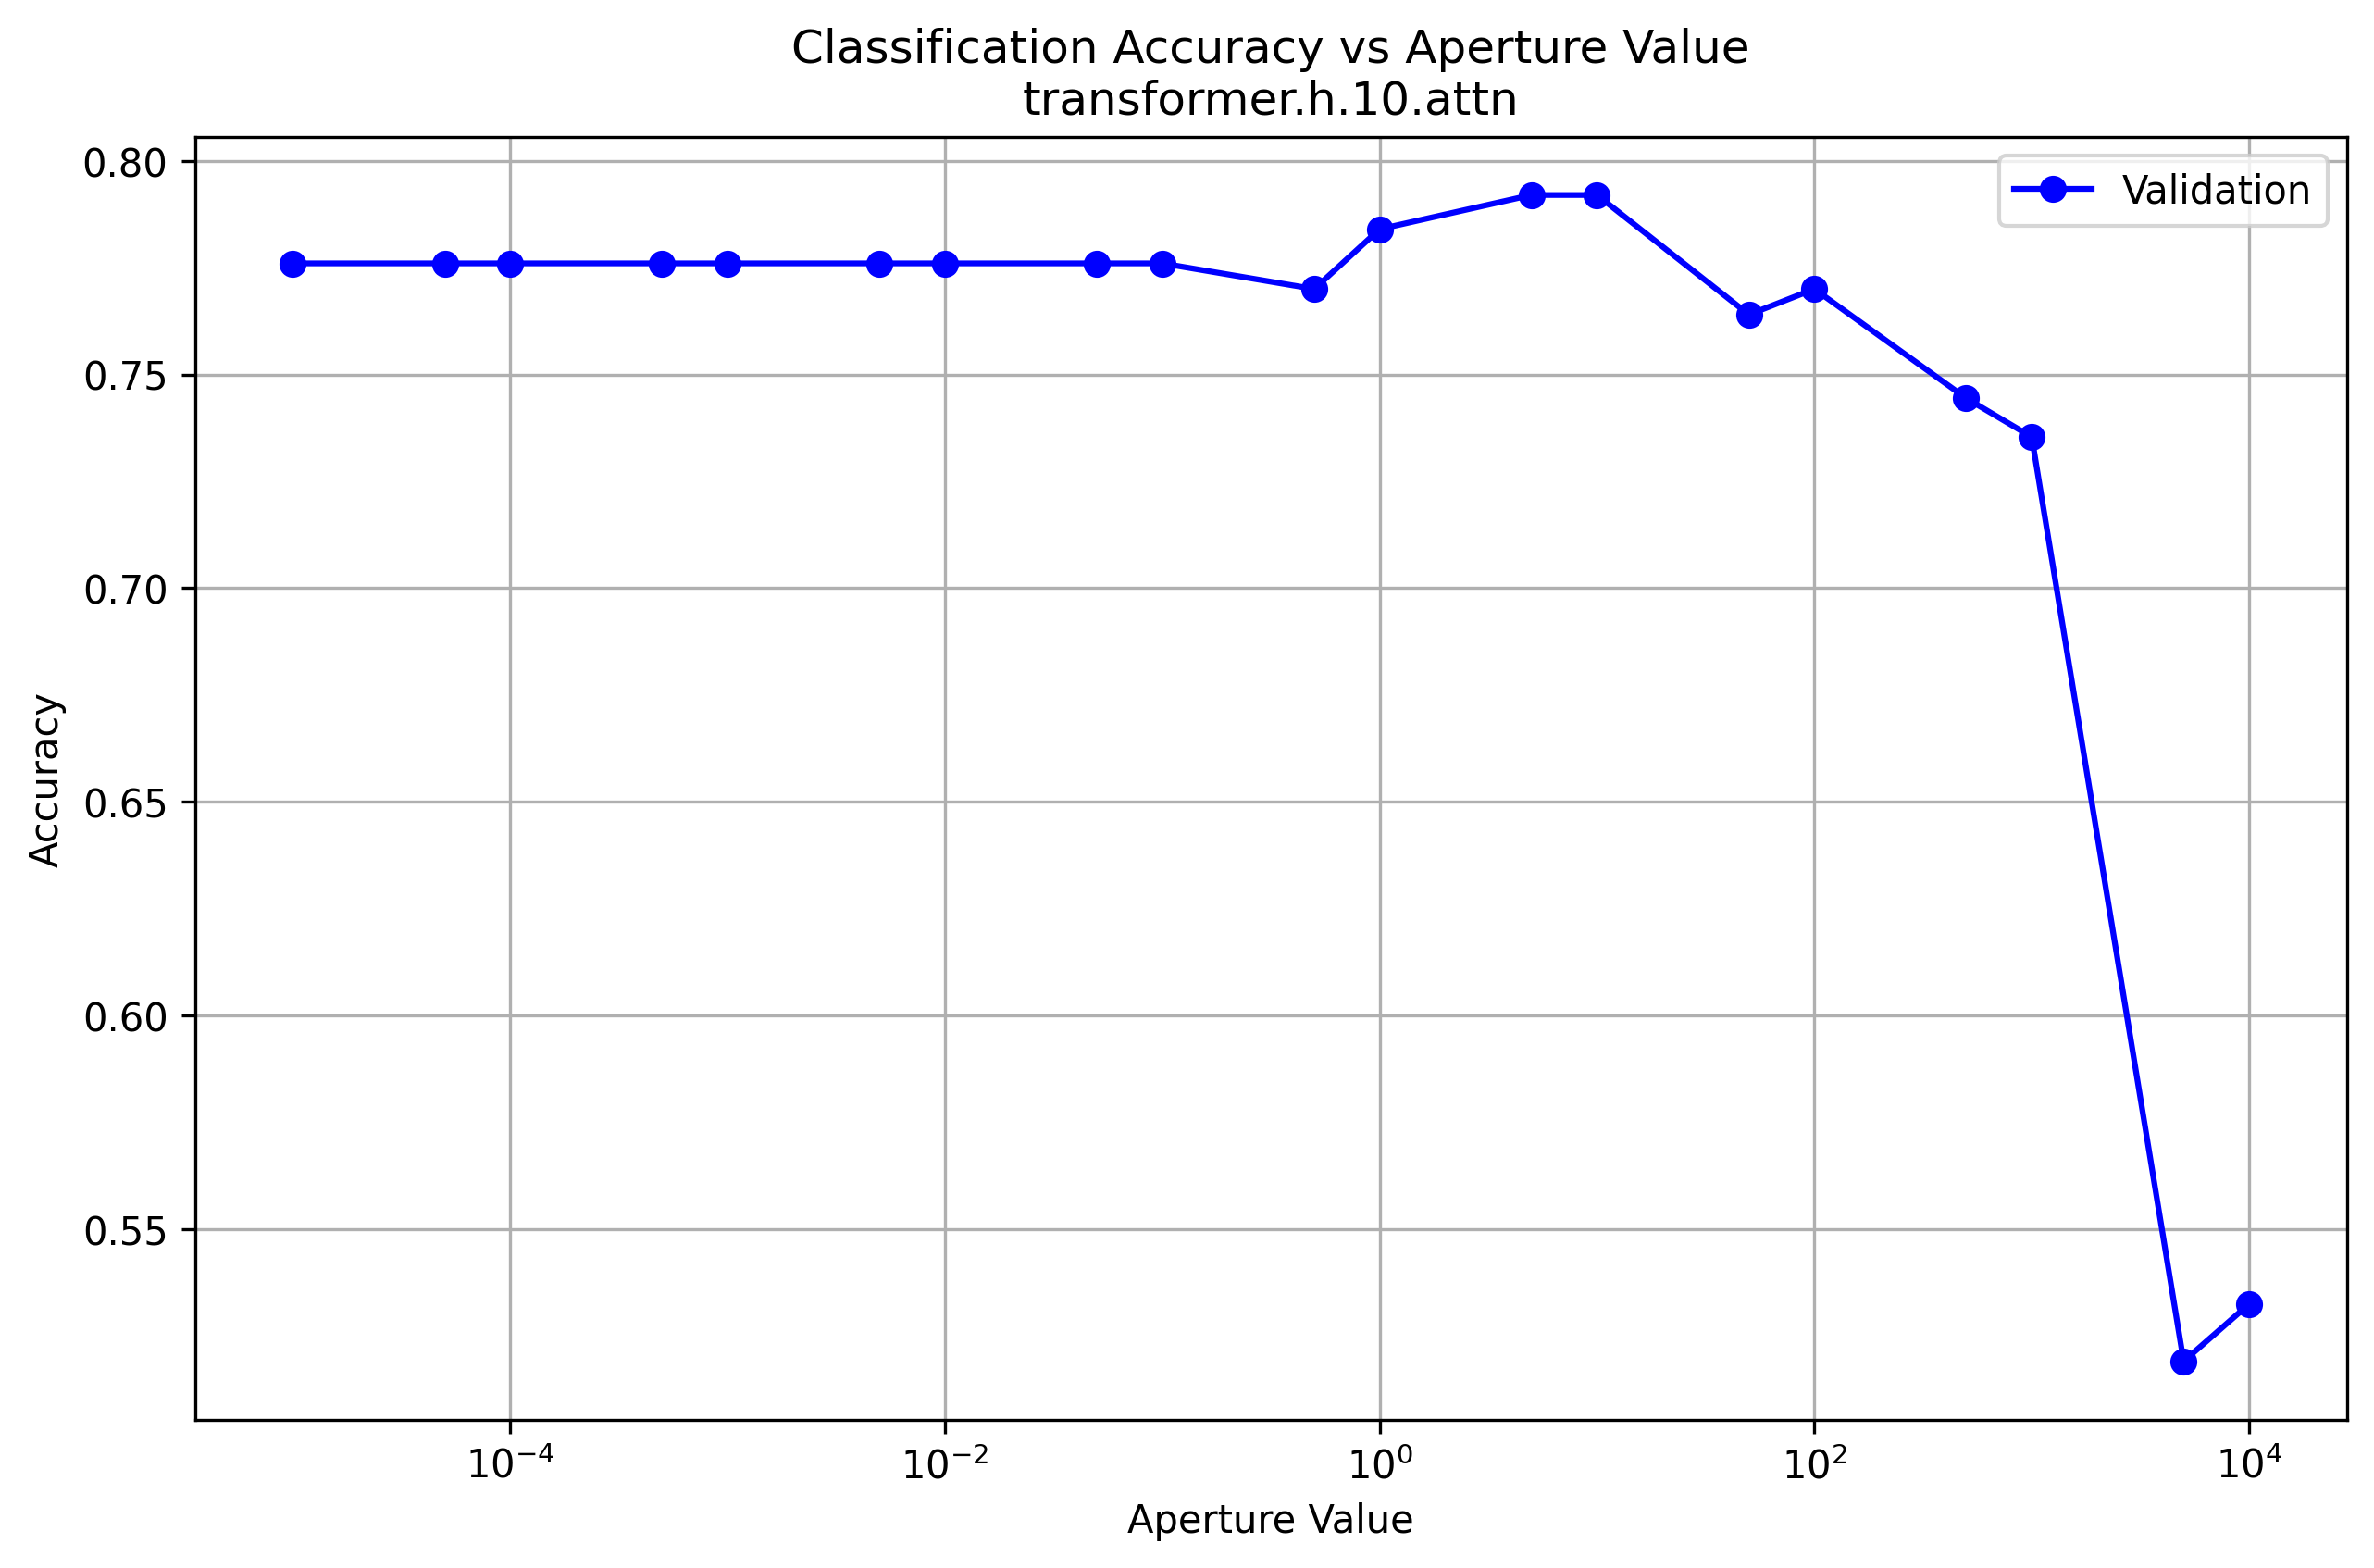 Classification Accuracy vs Aperture Value
transformer.h.10.attn
Validation
0.80
0.75
0.70
0.65
0.60
0.55
Accuracy
10⁻⁴
10⁻²
10⁰
10²
10⁴
Aperture Value